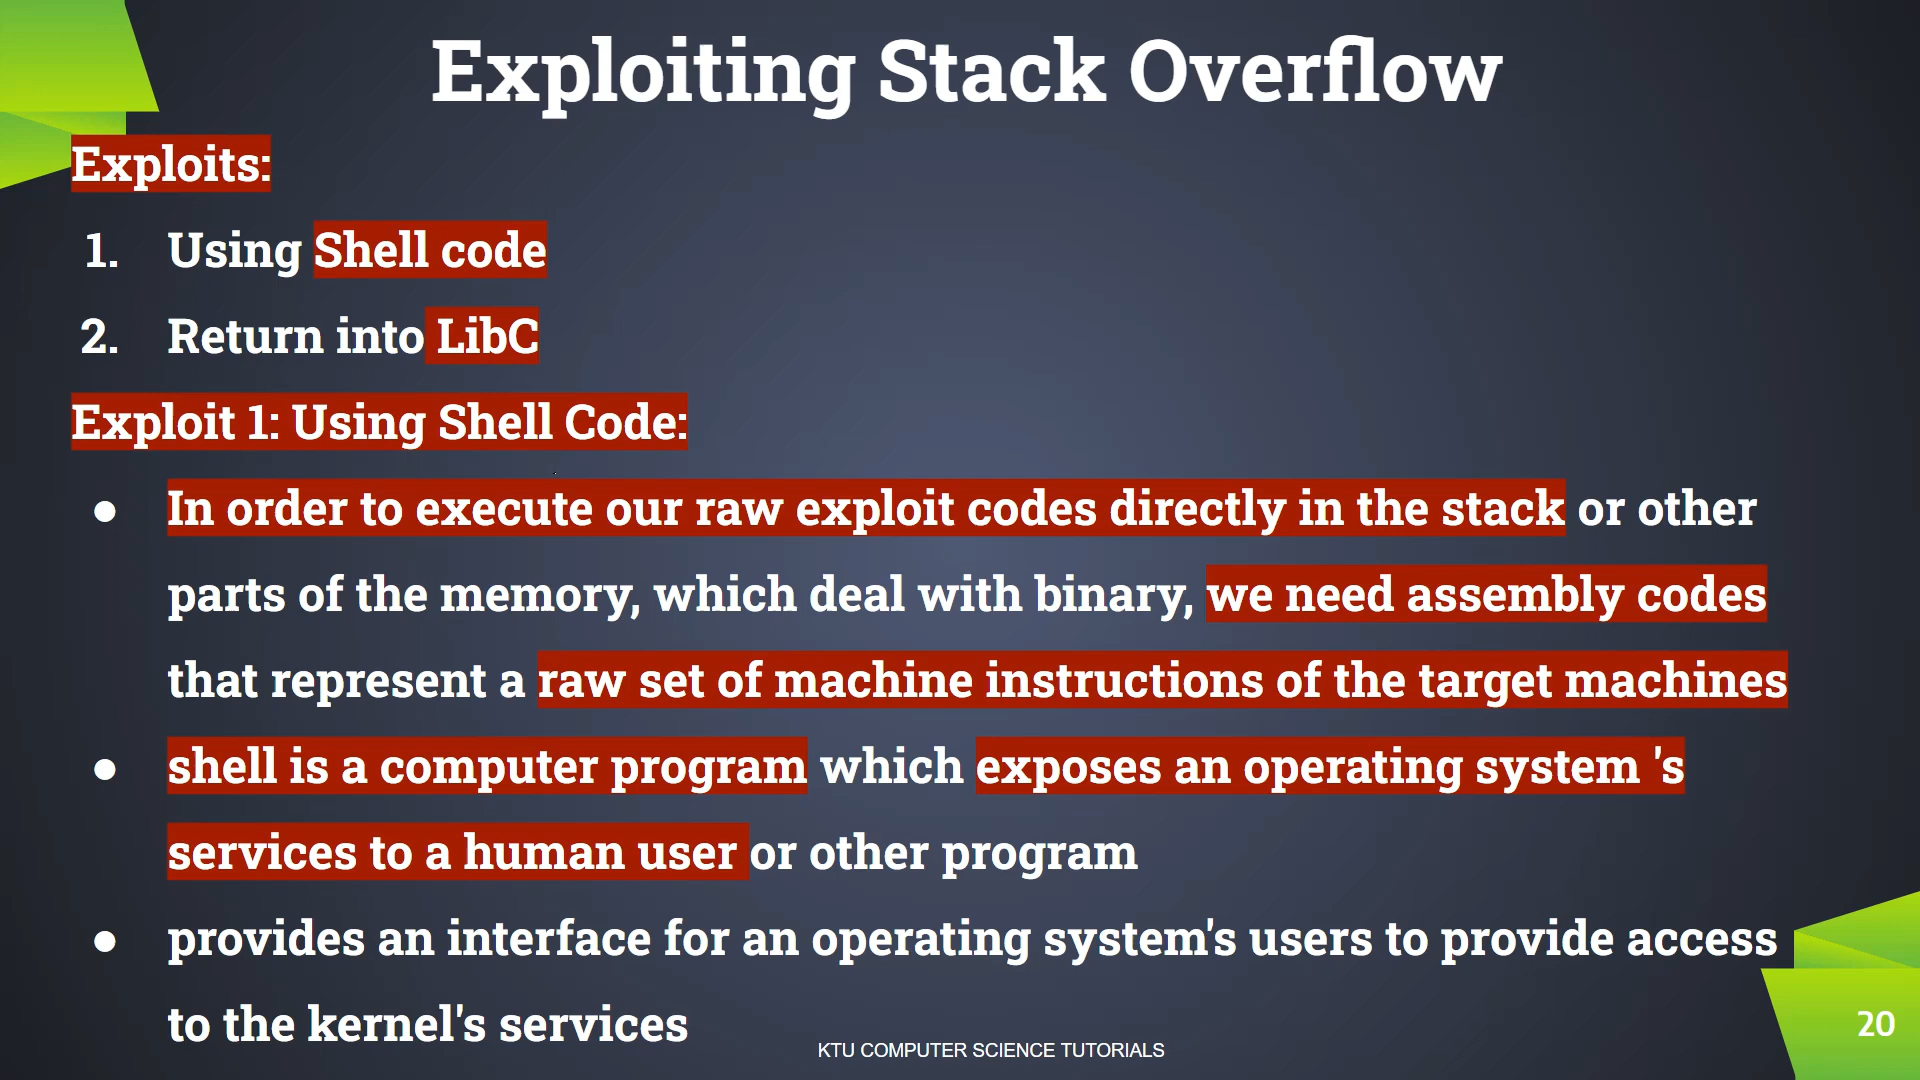 Exploiting Stack Overflow
Exploits:
1. Using Shell code
2. Return into LibC
Exploit 1: Using Shell Code:
● In order to execute our raw exploit codes directly in the stack or other
parts of the memory, which deal with binary, we need assembly codes
that represent a raw set of machine instructions of the target machines
● shell is a computer program which exposes an operating system 's
services to a human user or other program
● provides an interface for an operating system's users to provide access
to the kernel's services
KTU COMPUTER SCIENCE TUTORIALS
20